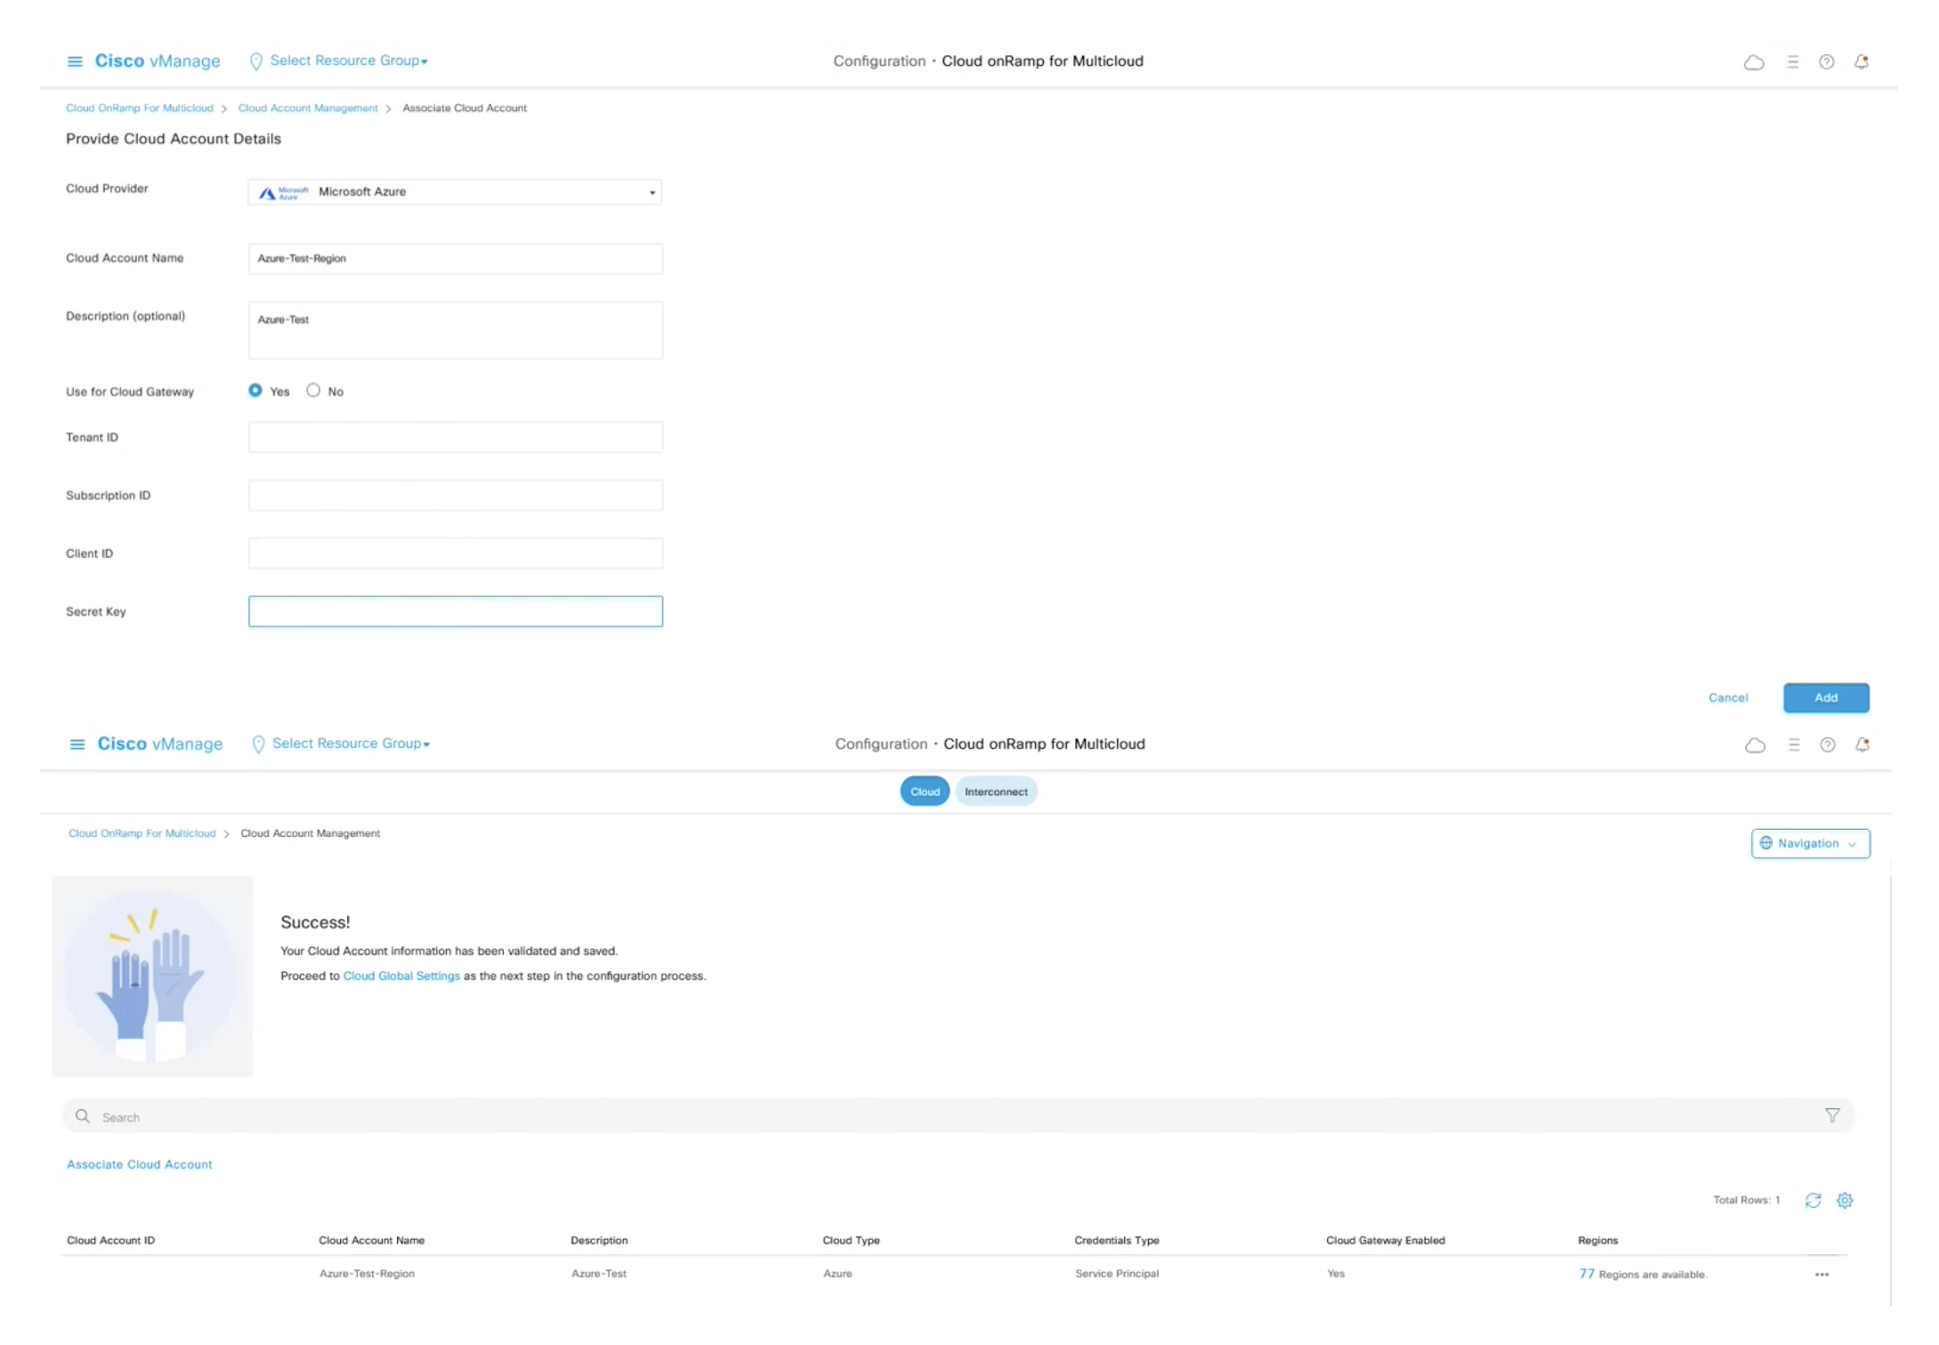 Cisco vManage Select Resource Group Configuration · Cloud onRamp for Multicloud
Cloud OnRamp For Multicloud > Cloud Account Management > Associate Cloud Account
Provide Cloud Account Details
Cloud Provider Microsoft Azure Microsoft Azure
Cloud Account Name Azure-Test-Region
Description (optional) Azure-Test
Use for Cloud Gateway Yes No
Tenant ID
Subscription ID
Client ID
Secret Key
Cancel Add
Cisco vManage Select Resource Group Configuration · Cloud onRamp for Multicloud
Cloud Interconnect
Cloud OnRamp For Multicloud > Cloud Account Management
Navigation
Success!
Your Cloud Account information has been validated and saved.
Proceed to Cloud Global Settings as the next step in the configuration process.
Search
Associate Cloud Account
Total Rows: 1
Cloud Account ID Cloud Account Name Description Cloud Type Credentials Type Cloud Gateway Enabled Regions
Azure-Test-Region Azure-Test Azure Service Principal Yes 77 Regions are available.